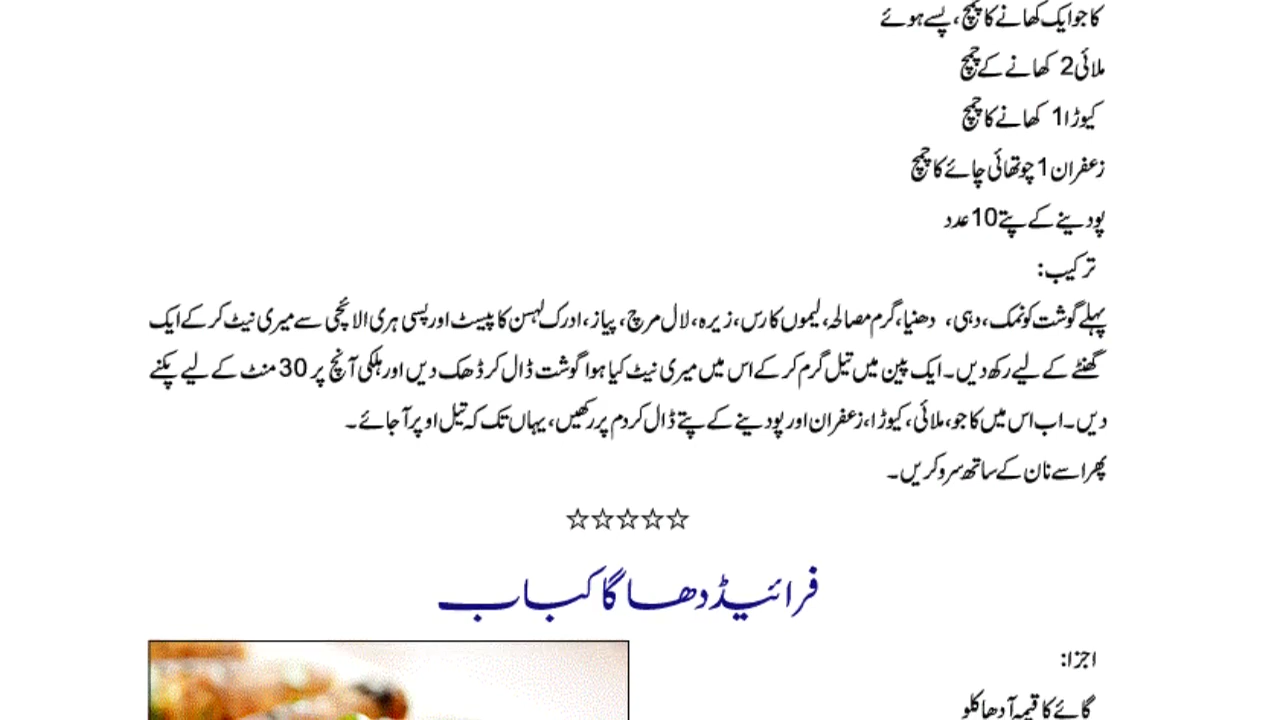 کاجو ایک کھانے کا چمچ، پسے ہوئے
ملائی 2 کھانے کے چمچ
کیوڑا 1 کھانے کا چمچ
زعفران 1 چوتھائی چائے کا چمچ
پودینے کے پتے 10 عدد
ترکیب:
پہلے گوشت کو نمک، دہی، دھنیا، گرم مصالحہ، لیموں کا رس، زیرہ، لال مرچ، پیاز، ادرک لہسن کا پیسٹ اور پسی ہری الائچی سے میری نیٹ کر کے ایک
گھنٹے کے لیے رکھ دیں۔ ایک پین میں تیل گرم کر کے اس میں میری نیٹ کیا ہوا گوشت ڈال کر ڈھک دیں اور ہلکی آنچ پر 30 منٹ کے لیے پکنے
دیں۔ اب اس میں کاجو، ملائی، کیوڑا، زعفران اور پودینے کے پتے ڈال کر دم پر رکھیں، یہاں تک کہ تیل اوپر آ جائے۔
پھر اسے نان کے ساتھ سرو کریں۔
☆☆☆☆☆
فرائیڈ دھاگا کباب
اجزا:
گائے کا قیمہ آدھا کلو